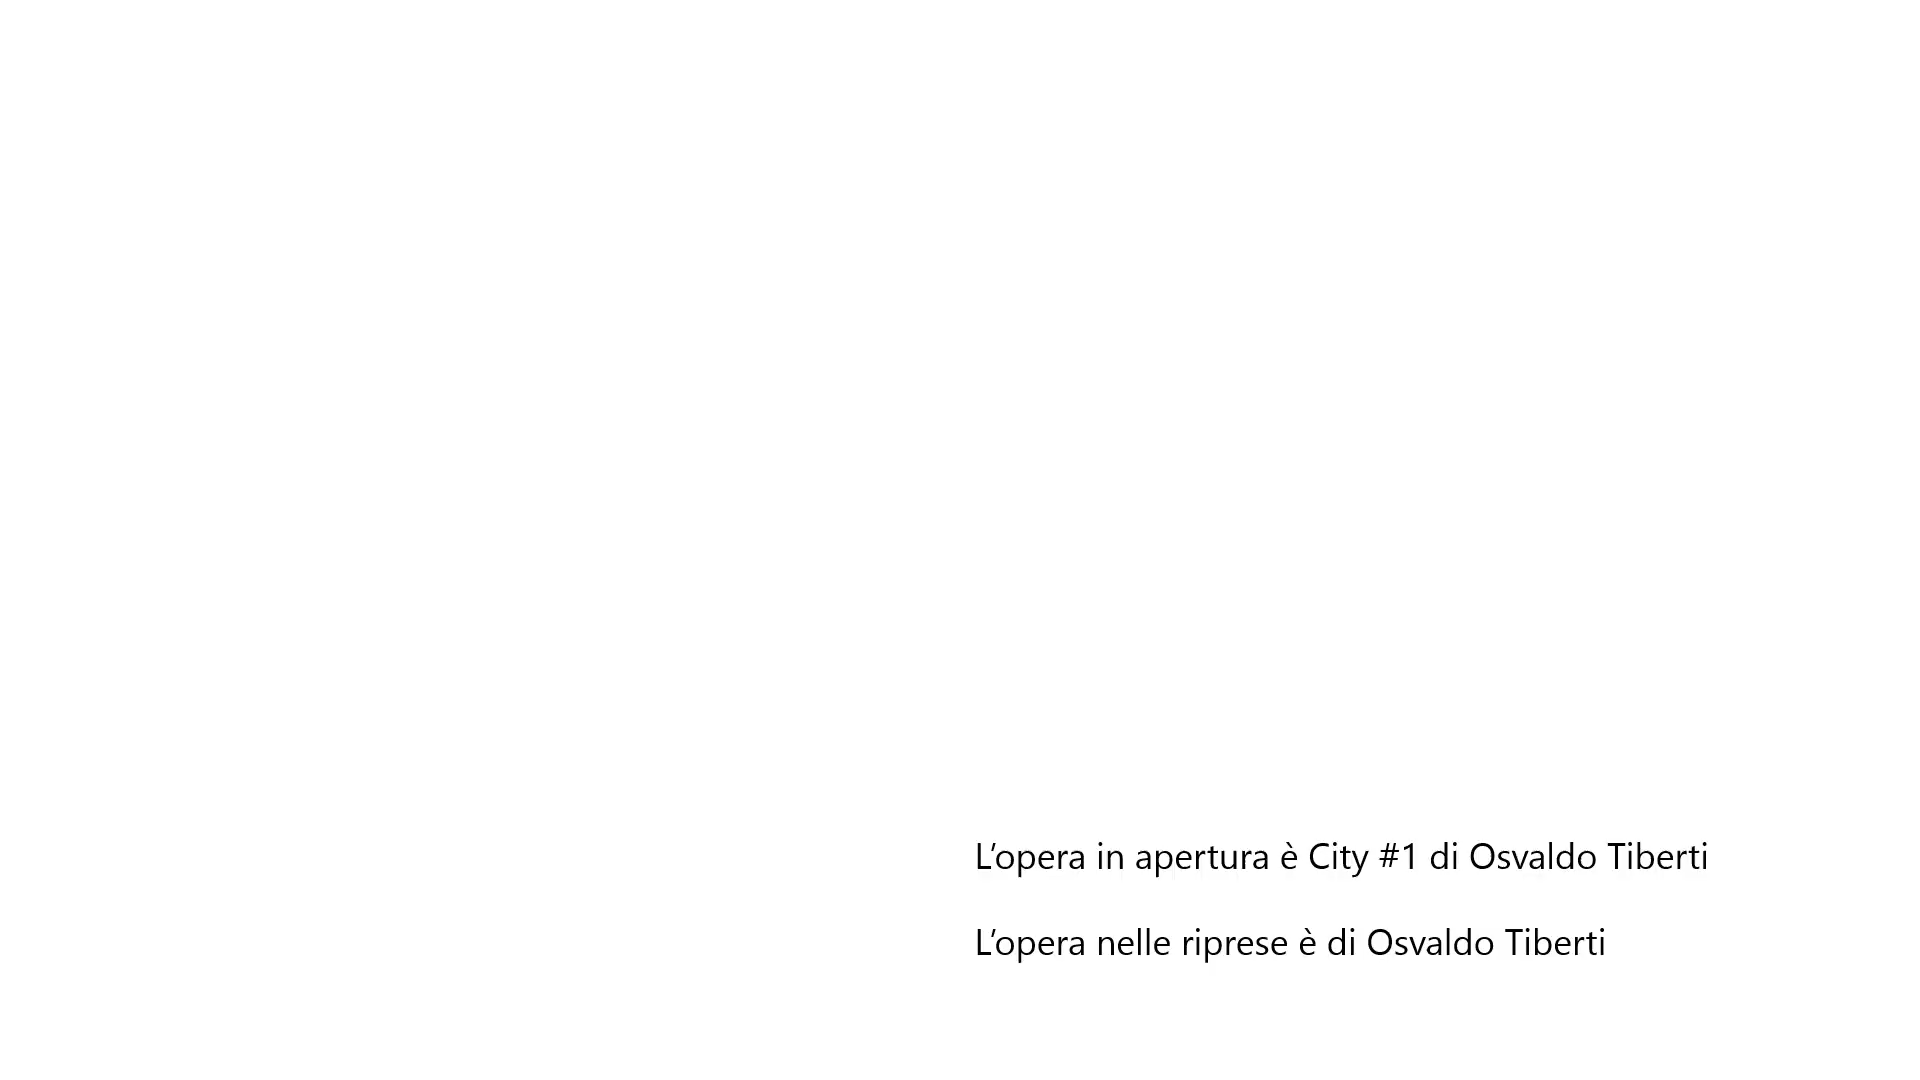 L’opera in apertura è City #1 di Osvaldo Tiberti
L’opera nelle riprese è di Osvaldo Tiberti